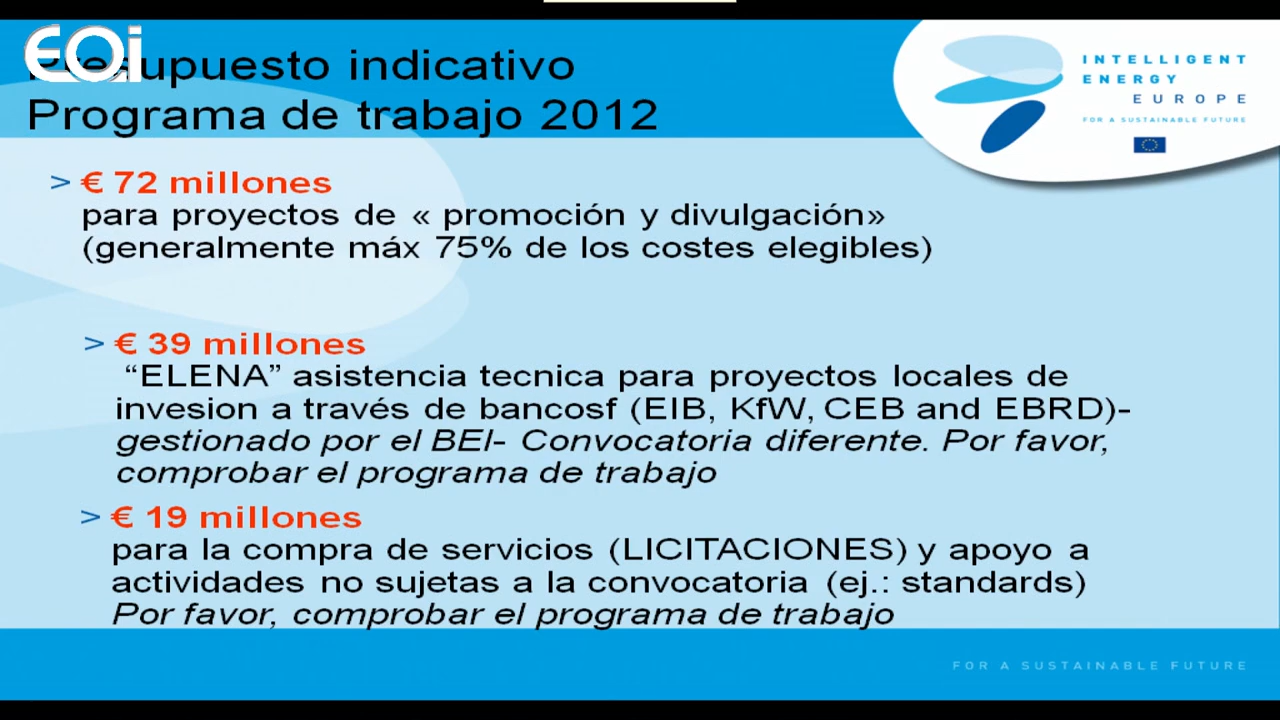 EOi
Presupuesto indicativo
Programa de trabajo 2012
INTELLIGENT
ENERGY
EUROPE
FOR A SUSTAINABLE FUTURE
> € 72 millones
para proyectos de « promoción y divulgación»
(generalmente máx 75% de los costes elegibles)
> € 39 millones
“ELENA” asistencia tecnica para proyectos locales de
invesion a través de bancosf (EIB, KfW, CEB and EBRD)-
gestionado por el BEI- Convocatoria diferente. Por favor,
comprobar el programa de trabajo
> € 19 millones
para la compra de servicios (LICITACIONES) y apoyo a
actividades no sujetas a la convocatoria (ej.: standards)
Por favor, comprobar el programa de trabajo
FOR A SUSTAINABLE FUTURE